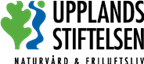 UPPLANDS
STIFTELSEN
NATURVÅRD & FRILUFTSLIV